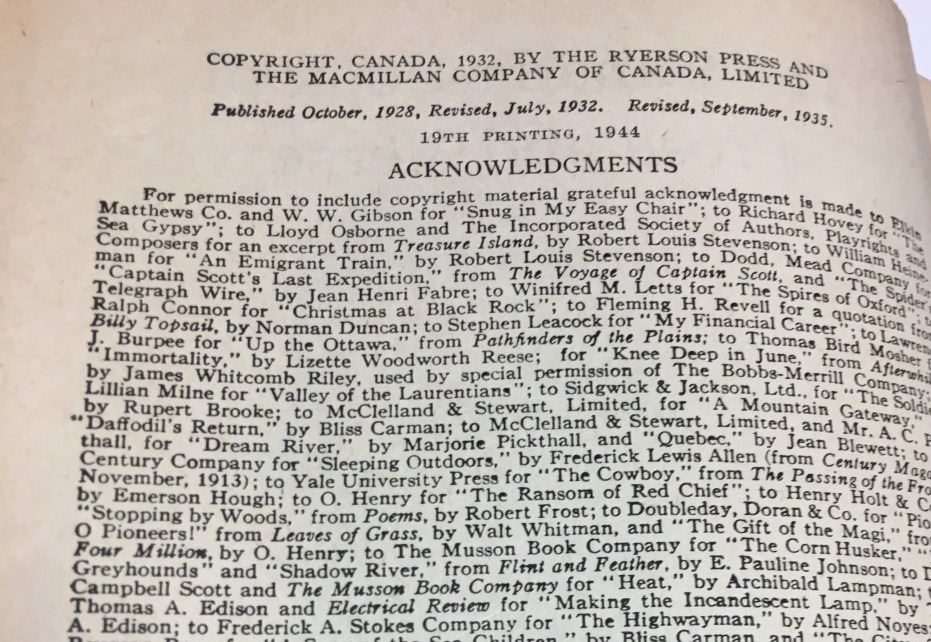 COPYRIGHT, CANADA, 1932, BY THE RYERSON PRESS AND
THE MACMILLAN COMPANY OF CANADA, LIMITED
Published October, 1928, Revised, July, 1932. Revised, September, 1935.
19TH PRINTING, 1944
ACKNOWLEDGMENTS
For permission to include copyright material grateful acknowledgment is made to Elkin
Matthews Co. and W. W. Gibson for "Snug in My Easy Chair"; to Richard Hovey for "The
Sea Gypsy"; to Lloyd Osborne and The Incorporated Society of Authors, Playrights and
Composers for an excerpt from Treasure Island, by Robert Louis Stevenson; to William Heine-
man for "An Emigrant Train," by Robert Louis Stevenson; to Dodd, Mead Company for
"Captain Scott's Last Expedition," from The Voyage of Captain Scott, and "The Spider's
Telegraph Wire," by Jean Henri Fabre; to Winifred M. Letts for "The Spires of Oxford";
Ralph Connor for "Christmas at Black Rock"; to Fleming H. Revell for a quotation from
Billy Topsail, by Norman Duncan; to Stephen Leacock for "My Financial Career"; to
J. Burpee for "Up the Ottawa," from Pathfinders of the Plains; to Thomas Bird Mosher
"Immortality," by Lizette Woodworth Reese; for "Knee Deep in June," from
by James Whitcomb Riley, used by special permission of The Bobbs-Merrill Company;
Lillian Milne for "Valley of the Laurentians"; to Sidgwick & Jackson, Ltd., for "The
by Rupert Brooke; to McClelland & Stewart, Limited, for "A Mountain Gateway,"
"Daffodil's Return," by Bliss Carman; to McClelland & Stewart, Limited, and Mr. A. C.
thall, for "Dream River," by Marjorie Pickthall, and "Quebec," by Jean Blewett; to
Century Company for "Sleeping Outdoors," by Frederick Lewis Allen (from Century
November, 1913); to Yale University Press for "The Cowboy," from The Passing of the
by Emerson Hough; to O. Henry for "The Ransom of Red Chief"; to Henry Holt &
"Stopping by Woods," from Poems, by Robert Frost; to Doubleday, Doran & Co. for
O Pioneers!" from Leaves of Grass, by Walt Whitman, and "The Gift of the Magi,"
Four Million, by O. Henry; to The Musson Book Company for "The Corn Husker,"
Greyhounds" and "Shadow River," from Flint and Feather, by E. Pauline Johnson; to
Campbell Scott and The Musson Book Company for "Heat," by Archibald Lampman;
Thomas A. Edison and Electrical Review for "Making the Incandescent Lamp," by
A. Edison; to Frederick A. Stokes Company for "The Highwayman," by Alfred Noyes
Children," by Bliss Carman, and "The